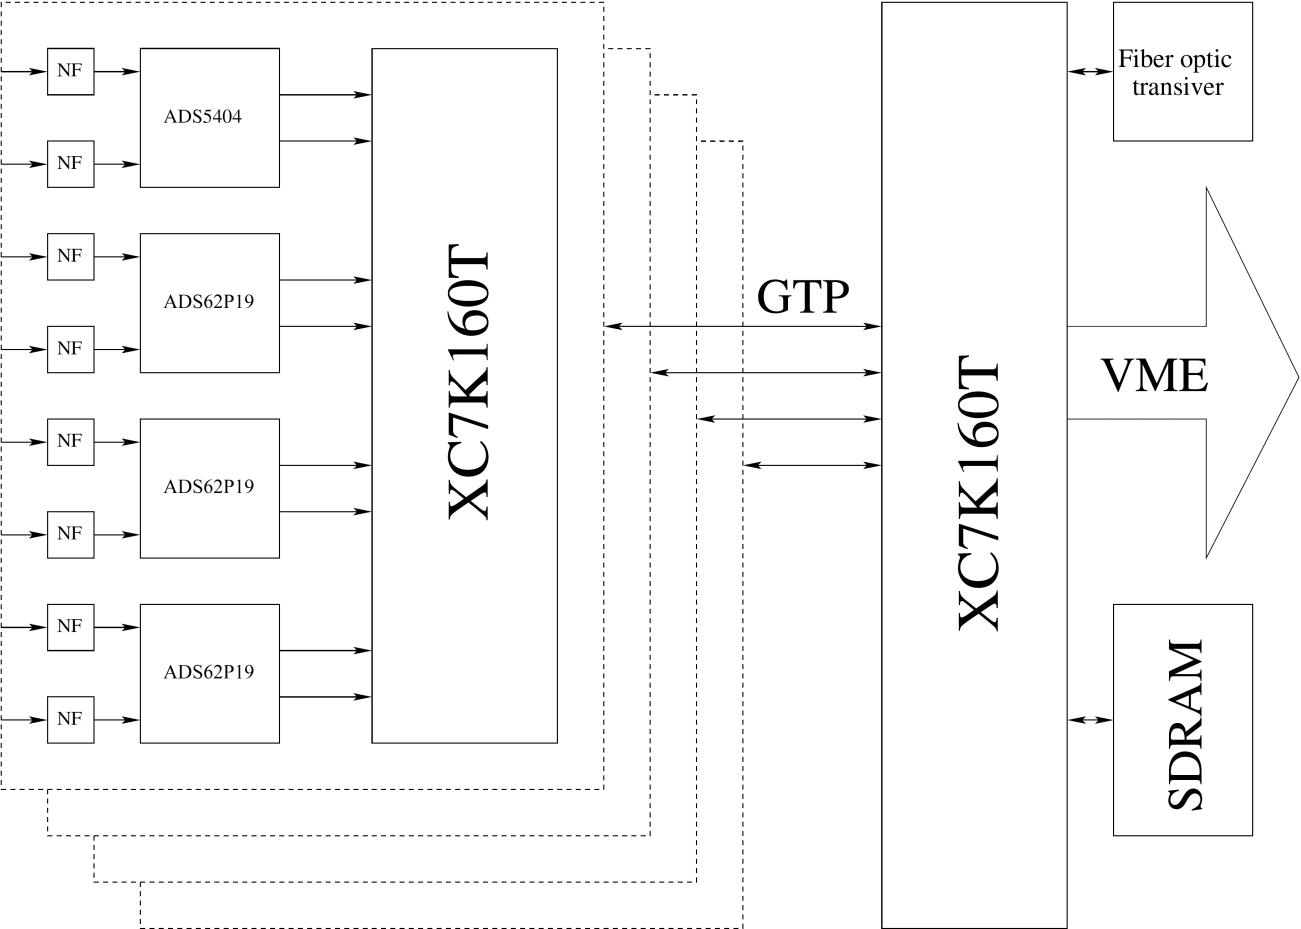 NF
ADS5404
NF
NF
ADS62P19
NF
NF
ADS62P19
NF
NF
ADS62P19
NF
XC7K160T
GTP
XC7K160T
Fiber optic
transiver
VME
SDRAM